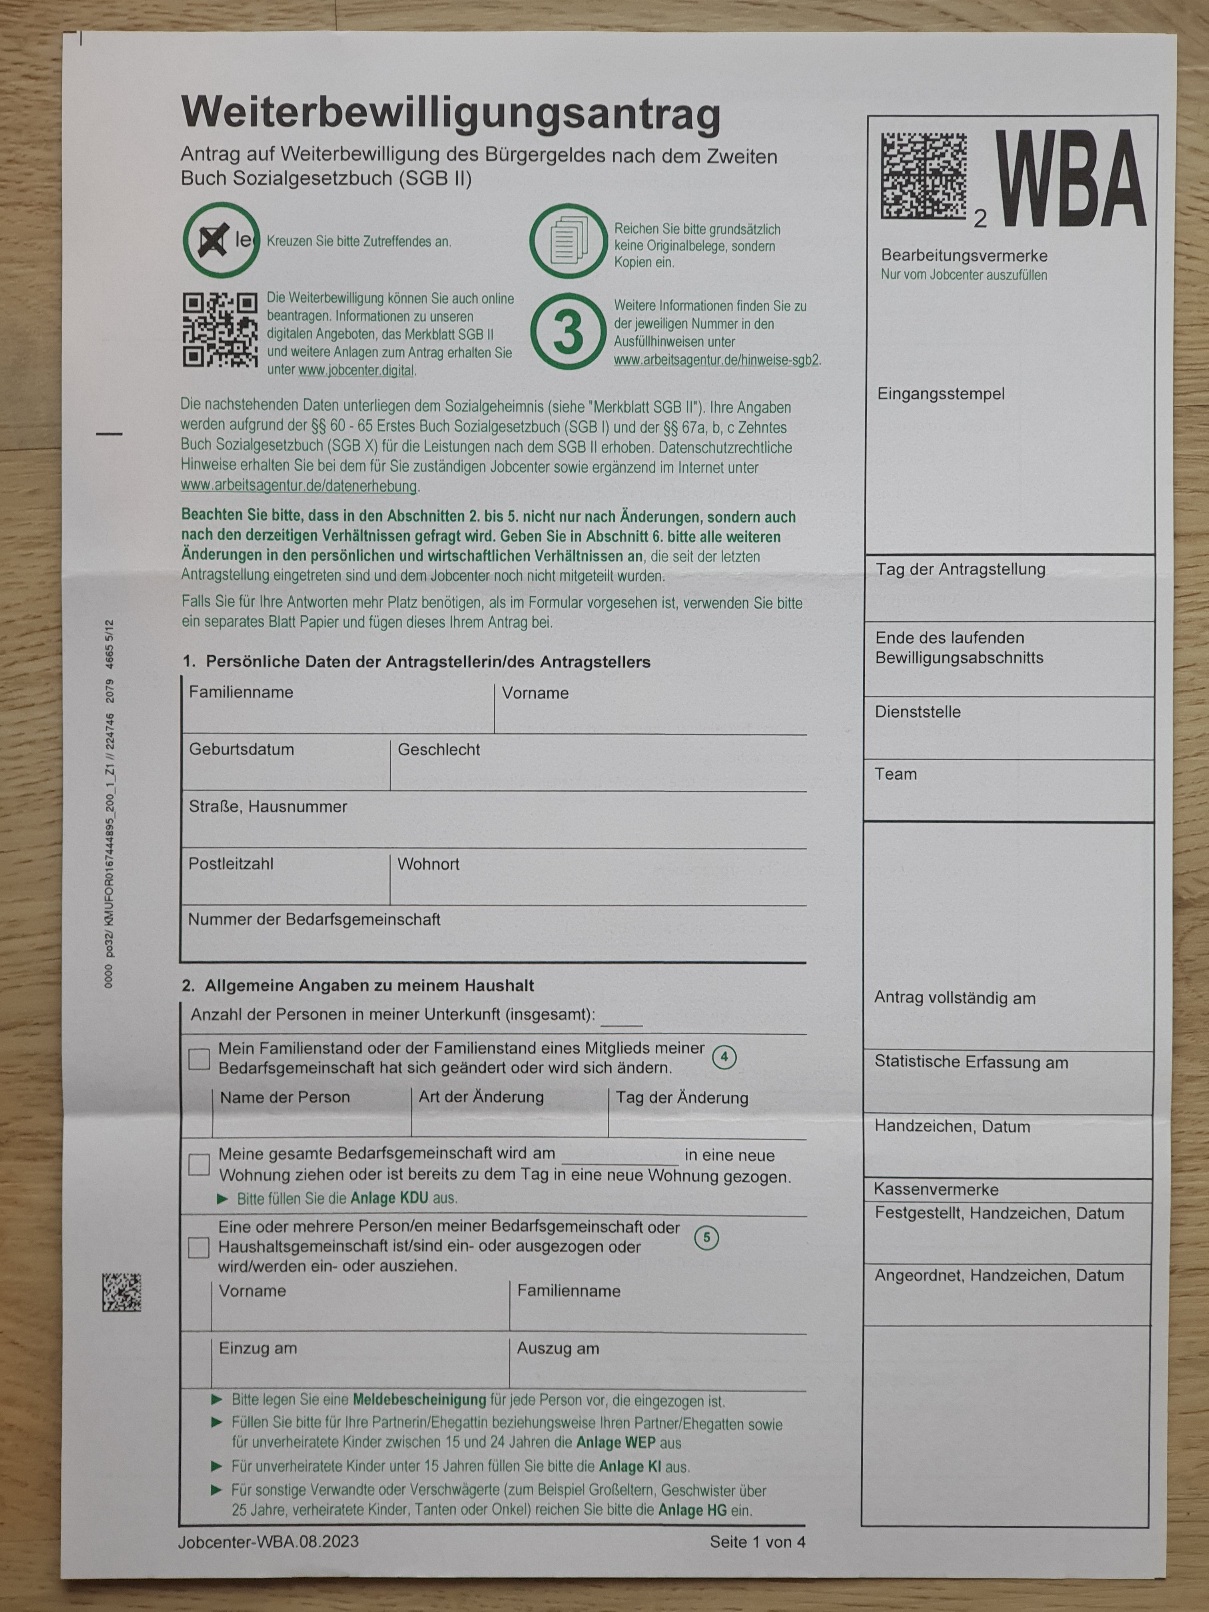 Weiterbewilligungsantrag
Antrag auf Weiterbewilligung des Bürgergeldes nach dem Zweiten
Buch Sozialgesetzbuch (SGB II)
le
Kreuzen Sie bitte Zutreffendes an.
Reichen Sie bitte grundsätzlich
keine Originalbelege, sondern
Kopien ein.
Die Weiterbewilligung können Sie auch online
beantragen. Informationen zu unseren
digitalen Angeboten, das Merkblatt SGB II
und weitere Anlagen zum Antrag erhalten Sie
unter www.jobcenter.digital.
3
Weitere Informationen finden Sie zu
der jeweiligen Nummer in den
Ausfüllhinweisen unter
www.arbeitsagentur.de/hinweise-sgb2.
Die nachstehenden Daten unterliegen dem Sozialgeheimnis (siehe "Merkblatt SGB II"). Ihre Angaben
werden aufgrund der §§ 60 - 65 Erstes Buch Sozialgesetzbuch (SGB I) und der §§ 67a, b, c Zehntes
Buch Sozialgesetzbuch (SGB X) für die Leistungen nach dem SGB II erhoben. Datenschutzrechtliche
Hinweise erhalten Sie bei dem für Sie zuständigen Jobcenter sowie ergänzend im Internet unter
www.arbeitsagentur.de/datenerhebung.
Beachten Sie bitte, dass in den Abschnitten 2. bis 5. nicht nur nach Änderungen, sondern auch
nach den derzeitigen Verhältnissen gefragt wird. Geben Sie in Abschnitt 6. bitte alle weiteren
Änderungen in den persönlichen und wirtschaftlichen Verhältnissen an, die seit der letzten
Antragstellung eingetreten sind und dem Jobcenter noch nicht mitgeteilt wurden.
Falls Sie für Ihre Antworten mehr Platz benötigen, als im Formular vorgesehen ist, verwenden Sie bitte
ein separates Blatt Papier und fügen dieses Ihrem Antrag bei.
1. Persönliche Daten der Antragstellerin/des Antragstellers
Familienname
Vorname
Geburtsdatum
Geschlecht
Straße, Hausnummer
Postleitzahl
Wohnort
Nummer der Bedarfsgemeinschaft
2. Allgemeine Angaben zu meinem Haushalt
Anzahl der Personen in meiner Unterkunft (insgesamt): ____
Mein Familienstand oder der Familienstand eines Mitglieds meiner 4
Bedarfsgemeinschaft hat sich geändert oder wird sich ändern.
Name der Person
Art der Änderung
Tag der Änderung
Meine gesamte Bedarfsgemeinschaft wird am ____________ in eine neue
Wohnung ziehen oder ist bereits zu dem Tag in eine neue Wohnung gezogen.
► Bitte füllen Sie die Anlage KDU aus.
Eine oder mehrere Person/en meiner Bedarfsgemeinschaft oder 5
Haushaltsgemeinschaft ist/sind ein- oder ausgezogen oder
wird/werden ein- oder ausziehen.
Vorname
Familienname
Einzug am
Auszug am
► Bitte legen Sie eine Meldebescheinigung für jede Person vor, die eingezogen ist.
► Füllen Sie bitte für Ihre Partnerin/Ehegattin beziehungsweise Ihren Partner/Ehegatten sowie
für unverheiratete Kinder zwischen 15 und 24 Jahren die Anlage WEP aus
► Für unverheiratete Kinder unter 15 Jahren füllen Sie bitte die Anlage KI aus.
► Für sonstige Verwandte oder Verschwägerte (zum Beispiel Großeltern, Geschwister über
25 Jahre, verheiratete Kinder, Tanten oder Onkel) reichen Sie bitte die Anlage HG ein.
Jobcenter-WBA.08.2023
Seite 1 von 4
2 WBA
Bearbeitungsvermerke
Nur vom Jobcenter auszufüllen
Eingangsstempel
Tag der Antragstellung
Ende des laufenden
Bewilligungsabschnitts
Dienststelle
Team
Antrag vollständig am
Statistische Erfassung am
Handzeichen, Datum
Kassenvermerke
Festgestellt, Handzeichen, Datum
Angeordnet, Handzeichen, Datum
0000 po32/ KMUFOR0167444895_200_1_Z1 // 224746 2079 4665 5/12